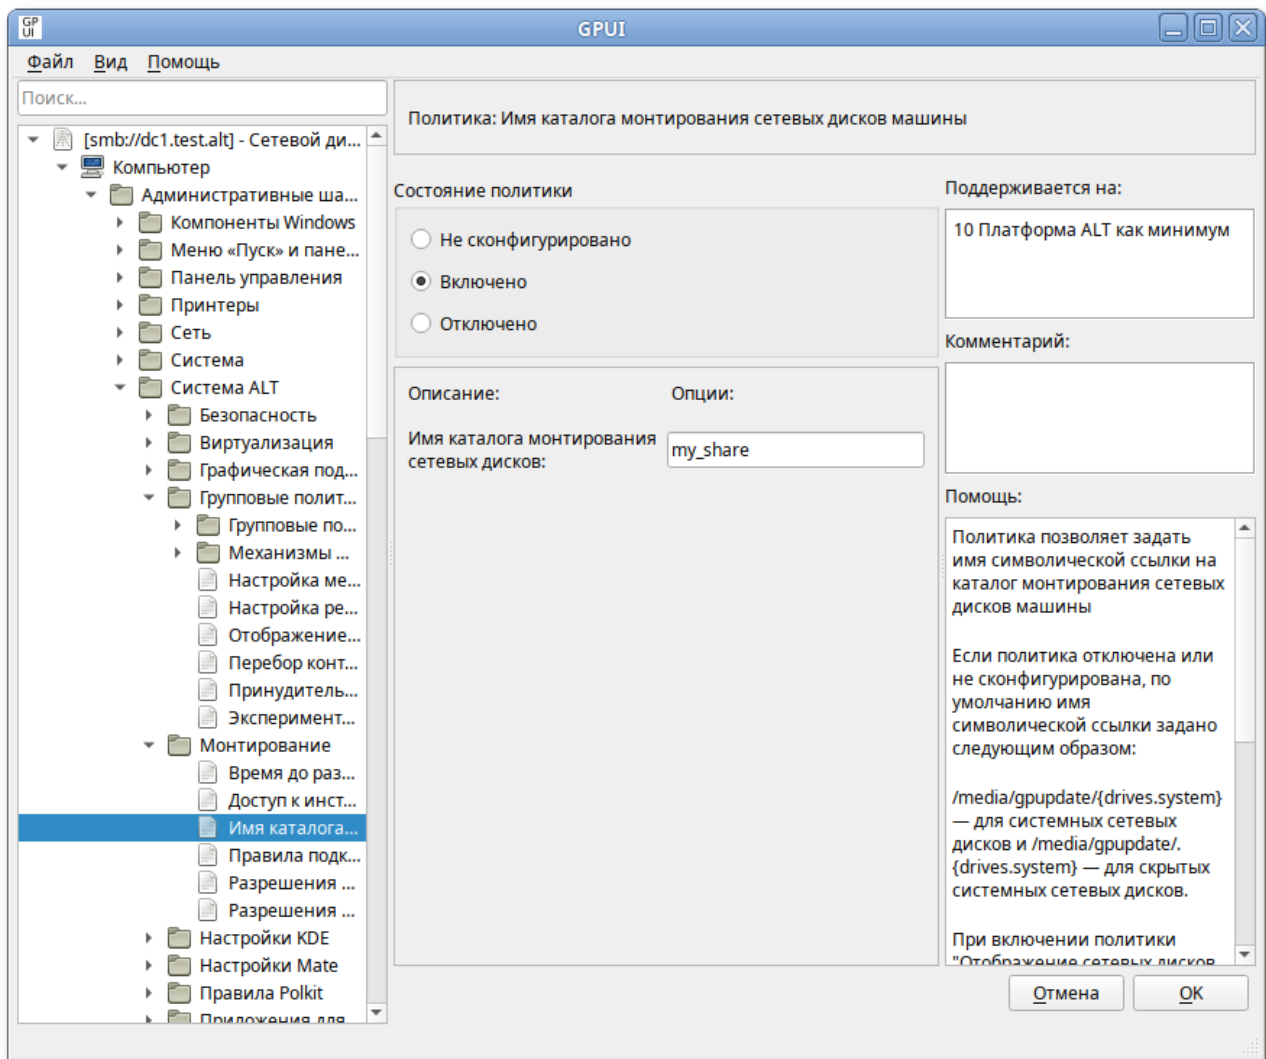 GP
UI
GPUI
Файл Вид Помощь
Поиск...
[smb://dc1.test.alt] - Сетевой ди...
Компьютер
Административные ша...
Компоненты Windows
Меню «Пуск» и пане...
Панель управления
Принтеры
Сеть
Система
Система ALT
Безопасность
Виртуализация
Графическая под...
Групповые полит...
Групповые по...
Механизмы ...
Настройка ме...
Настройка ре...
Отображение...
Перебор конт...
Принудитель...
Эксперимент...
Монтирование
Время до раз...
Доступ к инст...
Имя каталога...
Правила подк...
Разрешения ...
Разрешения ...
Настройки KDE
Настройки Mate
Правила Polkit
Приложения для
Политика: Имя каталога монтирования сетевых дисков машины
Состояние политики
Не сконфигурировано
Включено
Отключено
Описание: Опции:
Имя каталога монтирования
сетевых дисков:
my_share
Поддерживается на:
10 Платформа ALT как минимум
Комментарий:
Помощь:
Политика позволяет задать
имя символической ссылки на
каталог монтирования сетевых
дисков машины
Если политика отключена или
не сконфигурирована, по
умолчанию имя
символической ссылки задано
следующим образом:
/media/gpupdate/{drives.system}
— для системных сетевых
дисков и /media/gpupdate/.
{drives.system} — для скрытых
системных сетевых дисков.
При включении политики
"Отображение сетевых дисков
Отмена OK